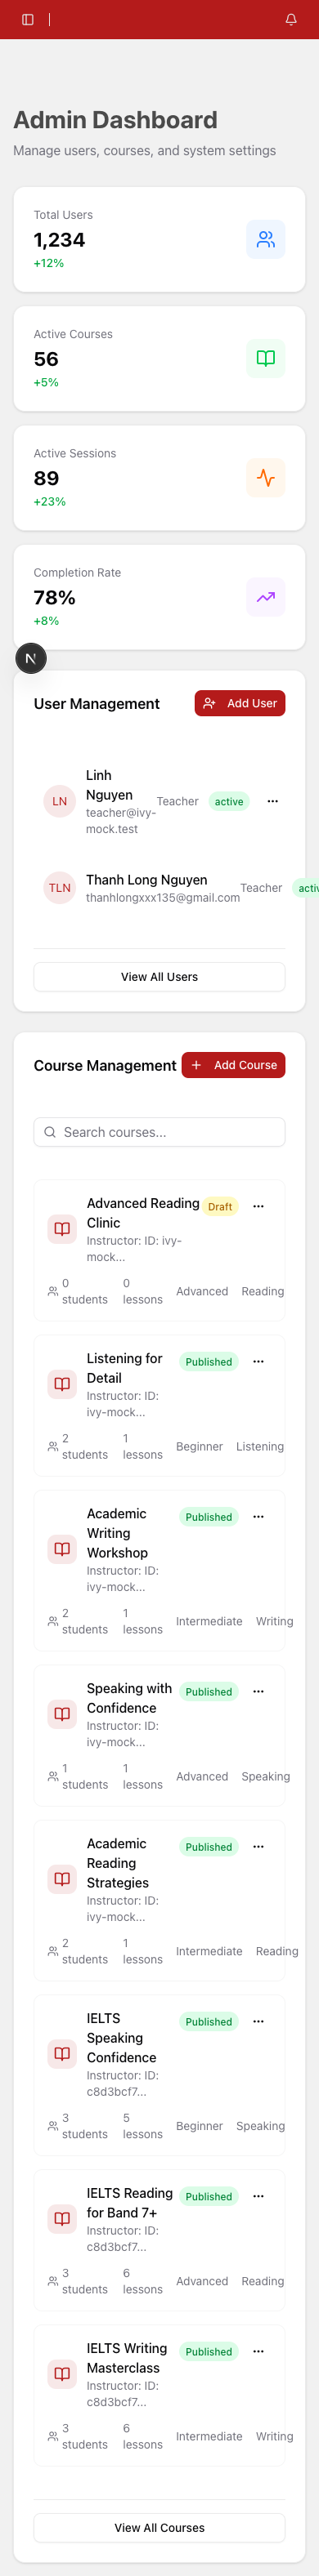 Admin Dashboard
Manage users, courses, and system settings
Total Users
1,234
+12%
Active Courses
56
+5%
Active Sessions
89
+23%
Completion Rate
78%
+8%
N
User Management
Add User
LN
Linh
Nguyen
teacher@ivy-
mock.test
Teacher
active
TLN
Thanh Long Nguyen
thanhlongxxx135@gmail.com
Teacher
activ
View All Users
Course Management
Add Course
Search courses...
Advanced Reading
Clinic
Draft
Instructor: ID: ivy-
mock...
0
students
0
lessons
Advanced
Reading
Listening for
Detail
Published
Instructor: ID:
ivy-mock...
2
students
1
lessons
Beginner
Listening
Academic
Writing
Workshop
Published
Instructor: ID:
ivy-mock...
2
students
1
lessons
Intermediate
Writing
Speaking with
Confidence
Published
Instructor: ID:
ivy-mock...
1
students
1
lessons
Advanced
Speaking
Academic
Reading
Strategies
Published
Instructor: ID:
ivy-mock...
2
students
1
lessons
Intermediate
Reading
IELTS
Speaking
Confidence
Published
Instructor: ID:
c8d3bcf7...
3
students
5
lessons
Beginner
Speaking
IELTS Reading
for Band 7+
Published
Instructor: ID:
c8d3bcf7...
3
students
6
lessons
Advanced
Reading
IELTS Writing
Masterclass
Published
Instructor: ID:
c8d3bcf7...
3
students
6
lessons
Intermediate
Writing
View All Courses